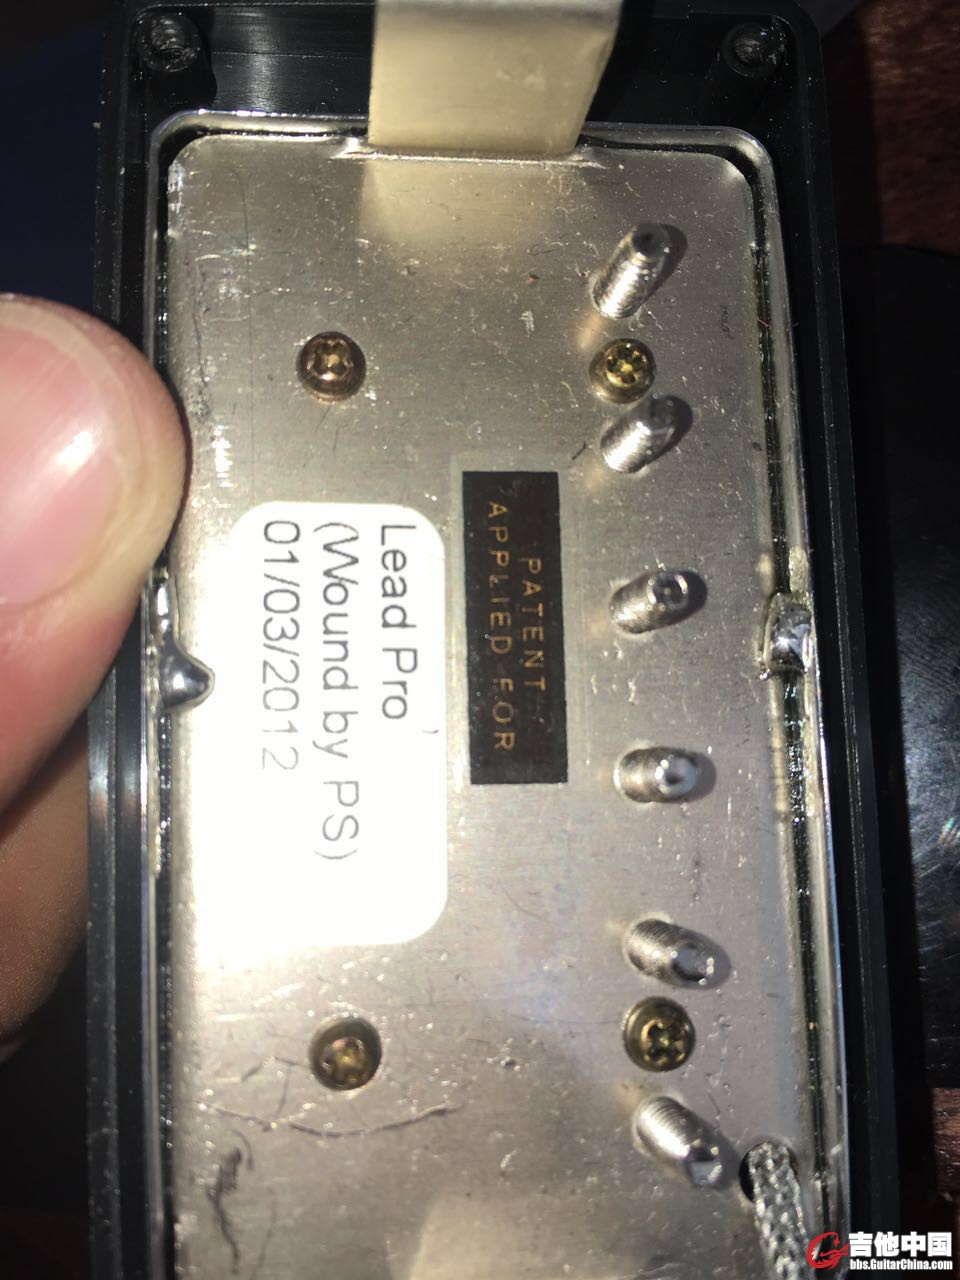 PATENT
APPLIED FOR
Lead Pro
(Wound by PS)
01/03/2012
吉他中国
bbs.GuitarChina.com